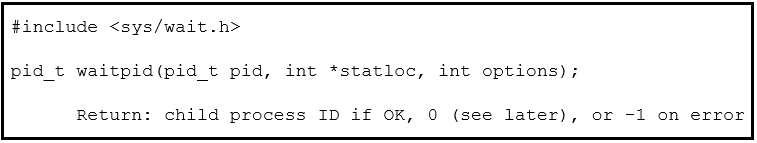 #include <sys/wait.h>
pid_t waitpid(pid_t pid, int *statloc, int options);
Return: child process ID if OK, 0 (see later), or -1 on error